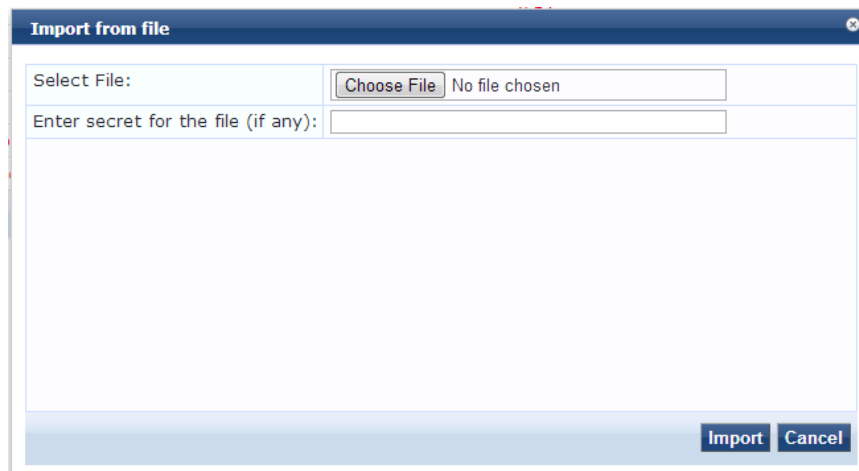 Import from file
Select File: Choose File No file chosen
Enter secret for the file (if any):
Import Cancel